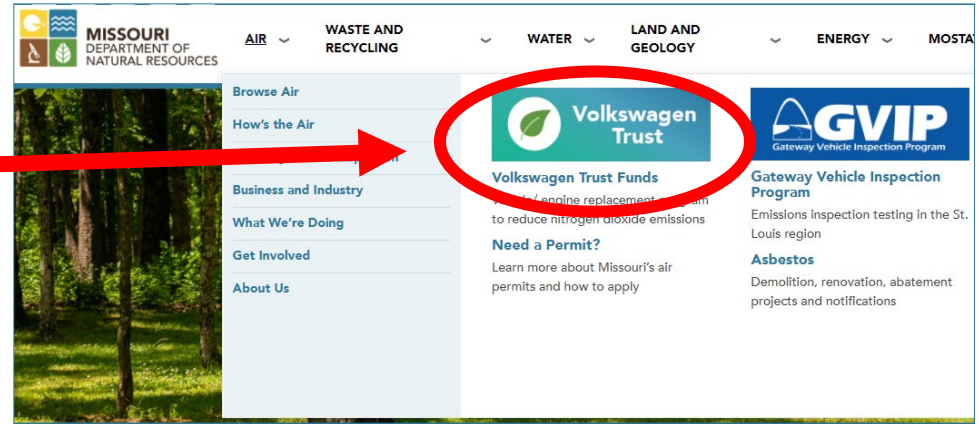 MISSOURI
DEPARTMENT OF
NATURAL RESOURCES
AIR
WASTE AND
RECYCLING
WATER
LAND AND
GEOLOGY
ENERGY
Browse Air
How's the Air
Business and Industry
What We're Doing
Get Involved
About Us
Volkswagen
Trust
Volkswagen Trust Funds
engine replacement
to reduce nitrogen dioxide emissions
Need a Permit?
Learn more about Missouri's air
permits and how to apply
GVIP
Gateway Vehicle Inspection Program
Gateway Vehicle Inspection
Program
Emissions inspection testing in the St.
Louis region
Asbestos
Demolition, renovation, abatement
projects and notifications